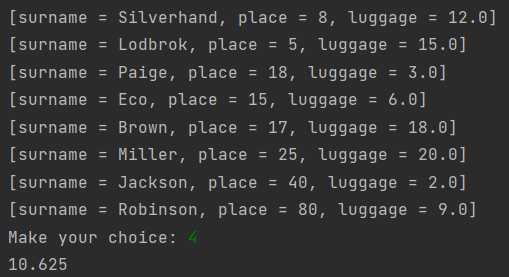 [surname = Silverhand, place = 8, luggage = 12.0]
[surname = Lodbrok, place = 5, luggage = 15.0]
[surname = Paige, place = 18, luggage = 3.0]
[surname = Eco, place = 15, luggage = 6.0]
[surname = Brown, place = 17, luggage = 18.0]
[surname = Miller, place = 25, luggage = 20.0]
[surname = Jackson, place = 40, luggage = 2.0]
[surname = Robinson, place = 80, luggage = 9.0]
Make your choice: 4
10.625